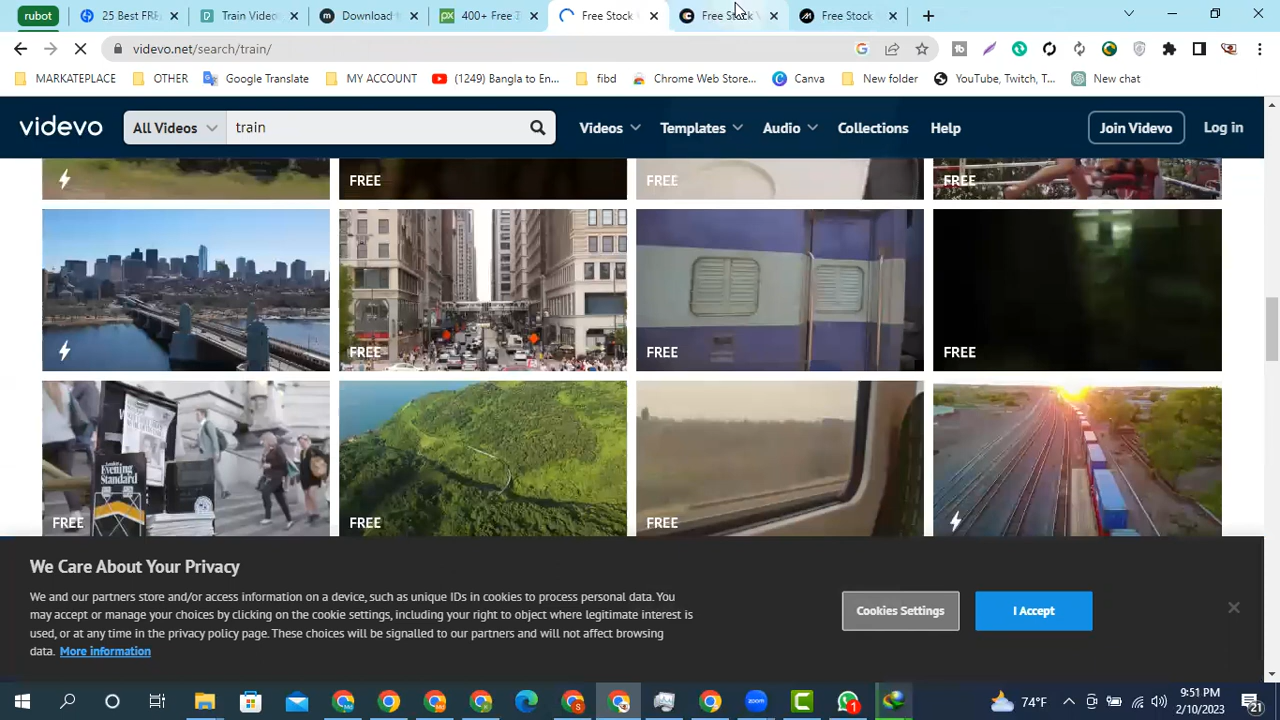 rubot
25 Best FRE
Train Video
Download
400+ Free
Free Stock
Free Stock V
Free Stock
videvo.net/search/train/
MARKATEPLACE
OTHER
Google Translate
MY ACCOUNT
(1249) Bangla to En...
fibd
Chrome Web Store...
Canva
New folder
YouTube, Twitch, T...
New chat
videvo
All Videos
train
Videos
Templates
Audio
Collections
Help
Join Videvo
Log in
FREE
FREE
FREE
FREE
FREE
FREE
London
Evening
Standard
FREE
FREE
FREE
We Care About Your Privacy
We and our partners store and/or access information on a device, such as unique IDs in cookies to process personal data. You
may accept or manage your choices by clicking on the cookie settings, including your right to object where legitimate interest is
used, or at any time in the privacy policy page. These choices will be signalled to our partners and will not affect browsing
data. More information
Cookies Settings
I Accept
zoom
74°F
9:51 PM
2/10/2023
21